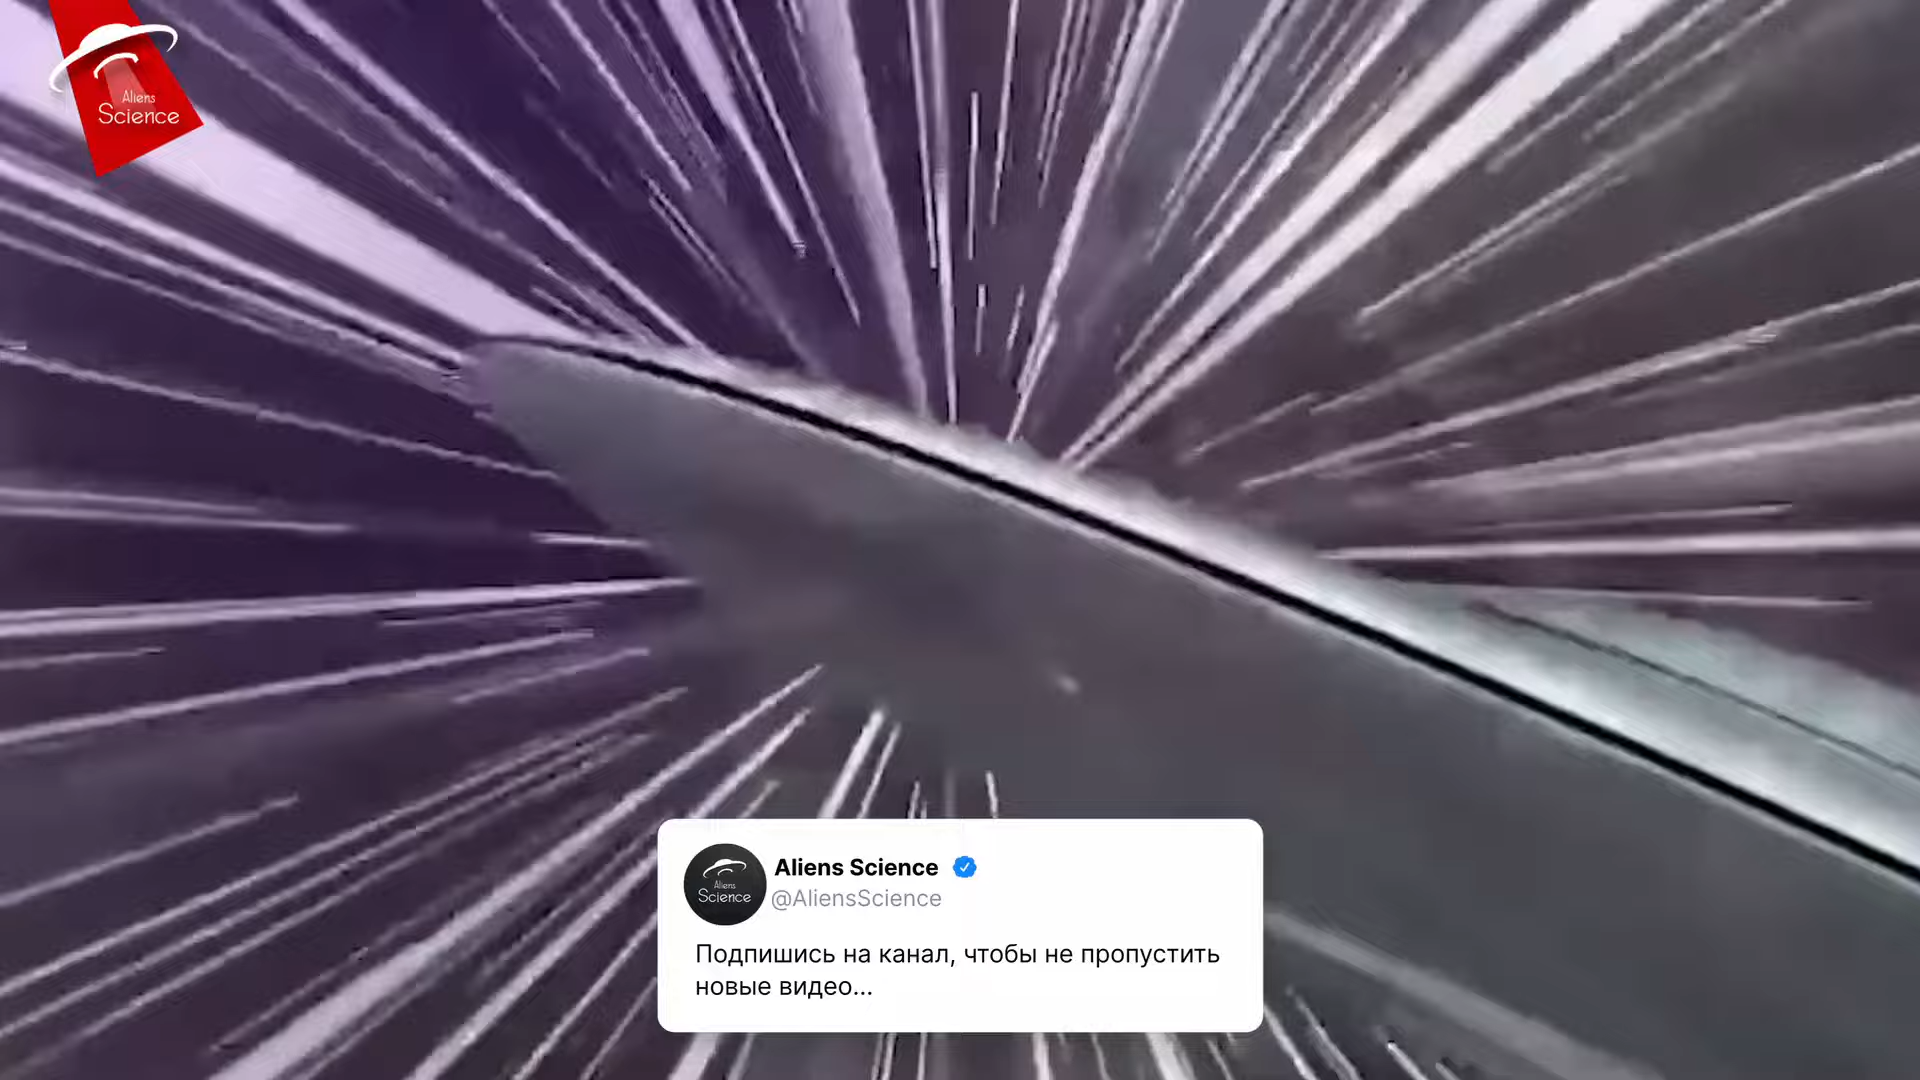 Aliens
Science
Aliens Science
@AliensScience
Aliens
Science
Подпишись на канал, чтобы не пропустить
новые видео...